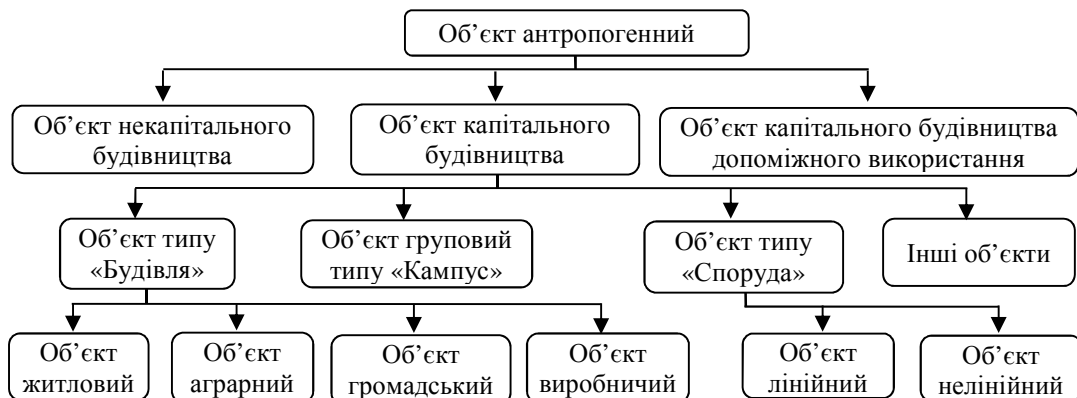 Об’єкт антропогенний
Об’єкт некапітального
будівництва
Об’єкт капітального
будівництва
Об’єкт капітального будівництва
допоміжного використання
Об’єкт типу
«Будівля»
Об’єкт груповий
типу «Кампус»
Об’єкт типу
«Споруда»
Інші об’єкти
Об’єкт
житловий
Об’єкт
аграрний
Об’єкт
громадський
Об’єкт
виробничий
Об’єкт
лінійний
Об’єкт
нелінійний